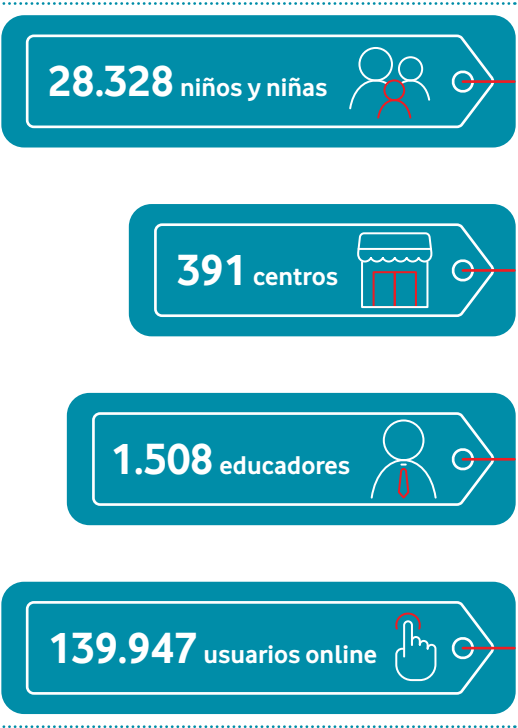 28.328 niños y niñas
391 centros
1.508 educadores
139.947 usuarios online